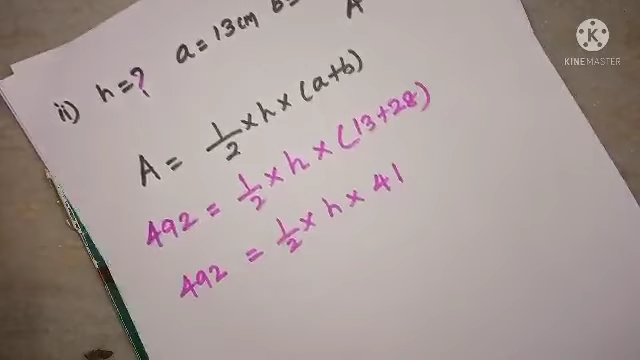 ii) h=? a=13cm
A = 1/2 × h × (a+b)
492 = 1/2 × h × (13+28)
492 = 1/2 × h × 41
KINEMASTER